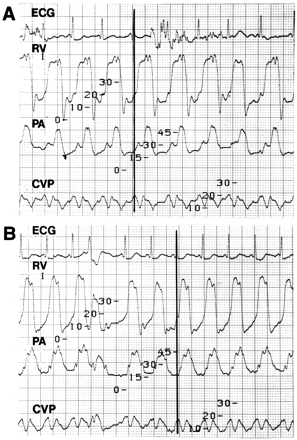 A
ECG
RV
I
30-
20-
10-
0-
PA
45-
-30-
15-
0-
CVP
30-
20-
10-
B
ECG
RV
I
30-
20-
10-
0-
PA
45-
30-
15-
0-
CVP
30-
20-
10-